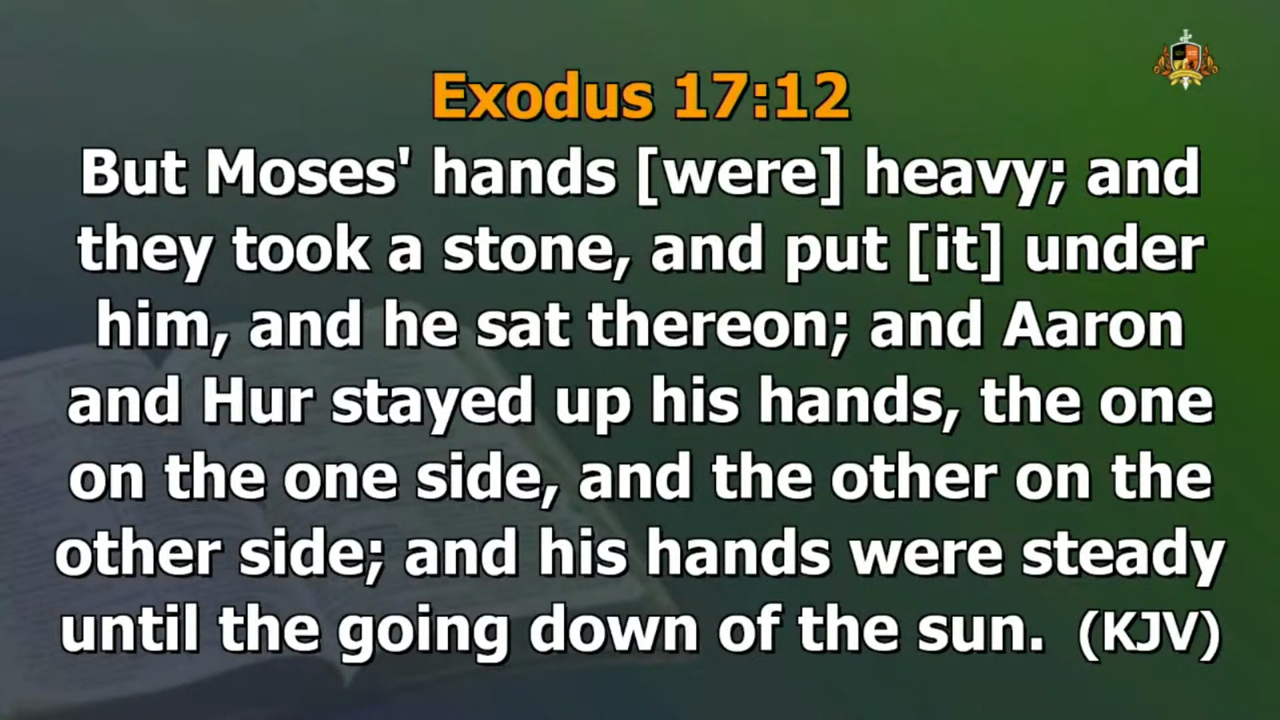 Exodus 17:12
But Moses' hands [were] heavy; and
they took a stone, and put [it] under
him, and he sat thereon; and Aaron
and Hur stayed up his hands, the one
on the one side, and the other on the
other side; and his hands were steady
until the going down of the sun.  (KJV)